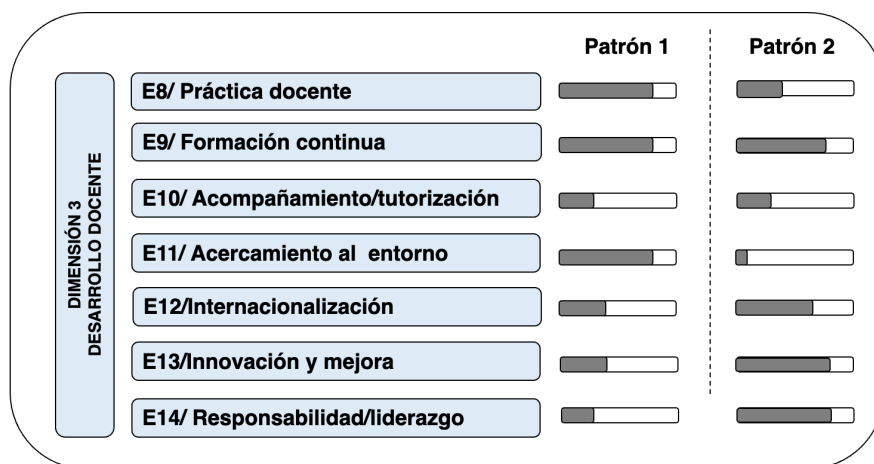 Patrón 1
Patrón 2
DIMENSIÓN 3
DESARROLLO DOCENTE
E8/ Práctica docente
E9/ Formación continua
E10/ Acompañamiento/tutorización
E11/ Acercamiento al entorno
E12/Internacionalización
E13/Innovación y mejora
E14/ Responsabilidad/liderazgo